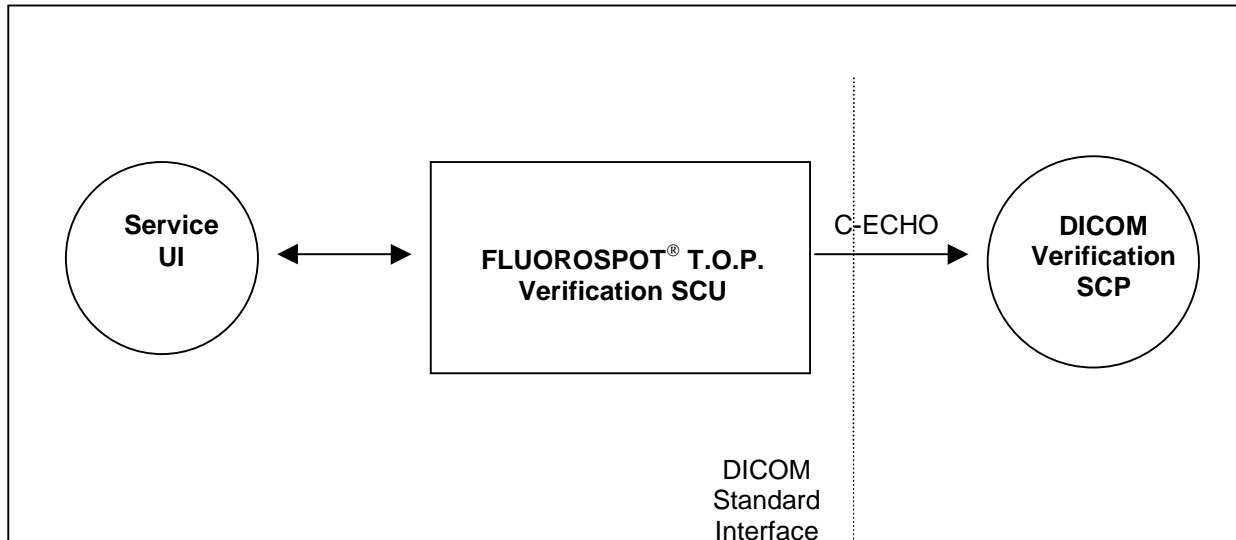 Service
UI
FLUOROSPOT® T.O.P.
Verification SCU
C-ECHO
DICOM
Verification
SCP
DICOM
Standard
Interface